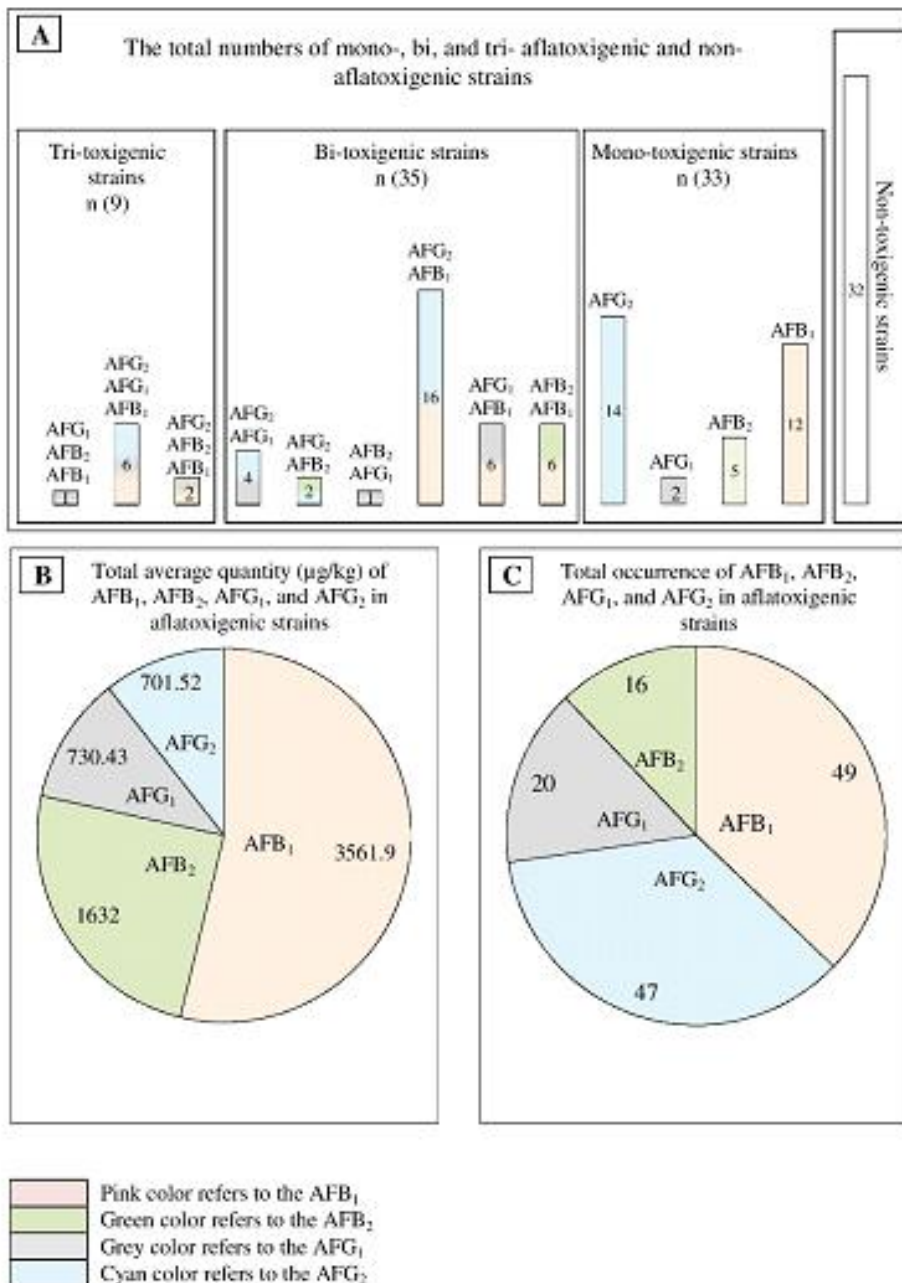 A
The total numbers of mono-, bi, and tri- aflatoxigenic and non-
aflatoxigenic strains
Tri-toxigenic
strains
n (9)
AFG₁
AFB₂
AFB₁
1
AFG₂
AFG₁
AFB₁
6
AFG₂
AFB₂
AFB₁
2
Bi-toxigenic strains
n (35)
AFG₂
AFG₁
4
AFG₂
AFB₂
2
AFB₂
AFG₁
1
AFG₂
AFB₁
16
AFG₁
AFB₁
6
AFB₂
AFB₁
6
Mono-toxigenic strains
n (33)
AFG₂
14
AFG₁
2
AFB₂
5
AFB₁
12
32
Non-toxigenic strains
B
Total average quantity (µg/kg) of
AFB₁, AFB₂, AFG₁, and AFG₂ in
aflatoxigenic strains
701.52
AFG₂
730.43
AFG₁
AFB₂
1632
AFB₁
3561.9
C
Total occurrence of AFB₁, AFB₂,
AFG₁, and AFG₂ in aflatoxigenic
strains
16
AFB₂
20
AFG₁
AFB₁
49
AFG₂
47
Pink color refers to the AFB₁
Green color refers to the AFB₂
Grey color refers to the AFG₁
Cyan color refers to the AFG₂